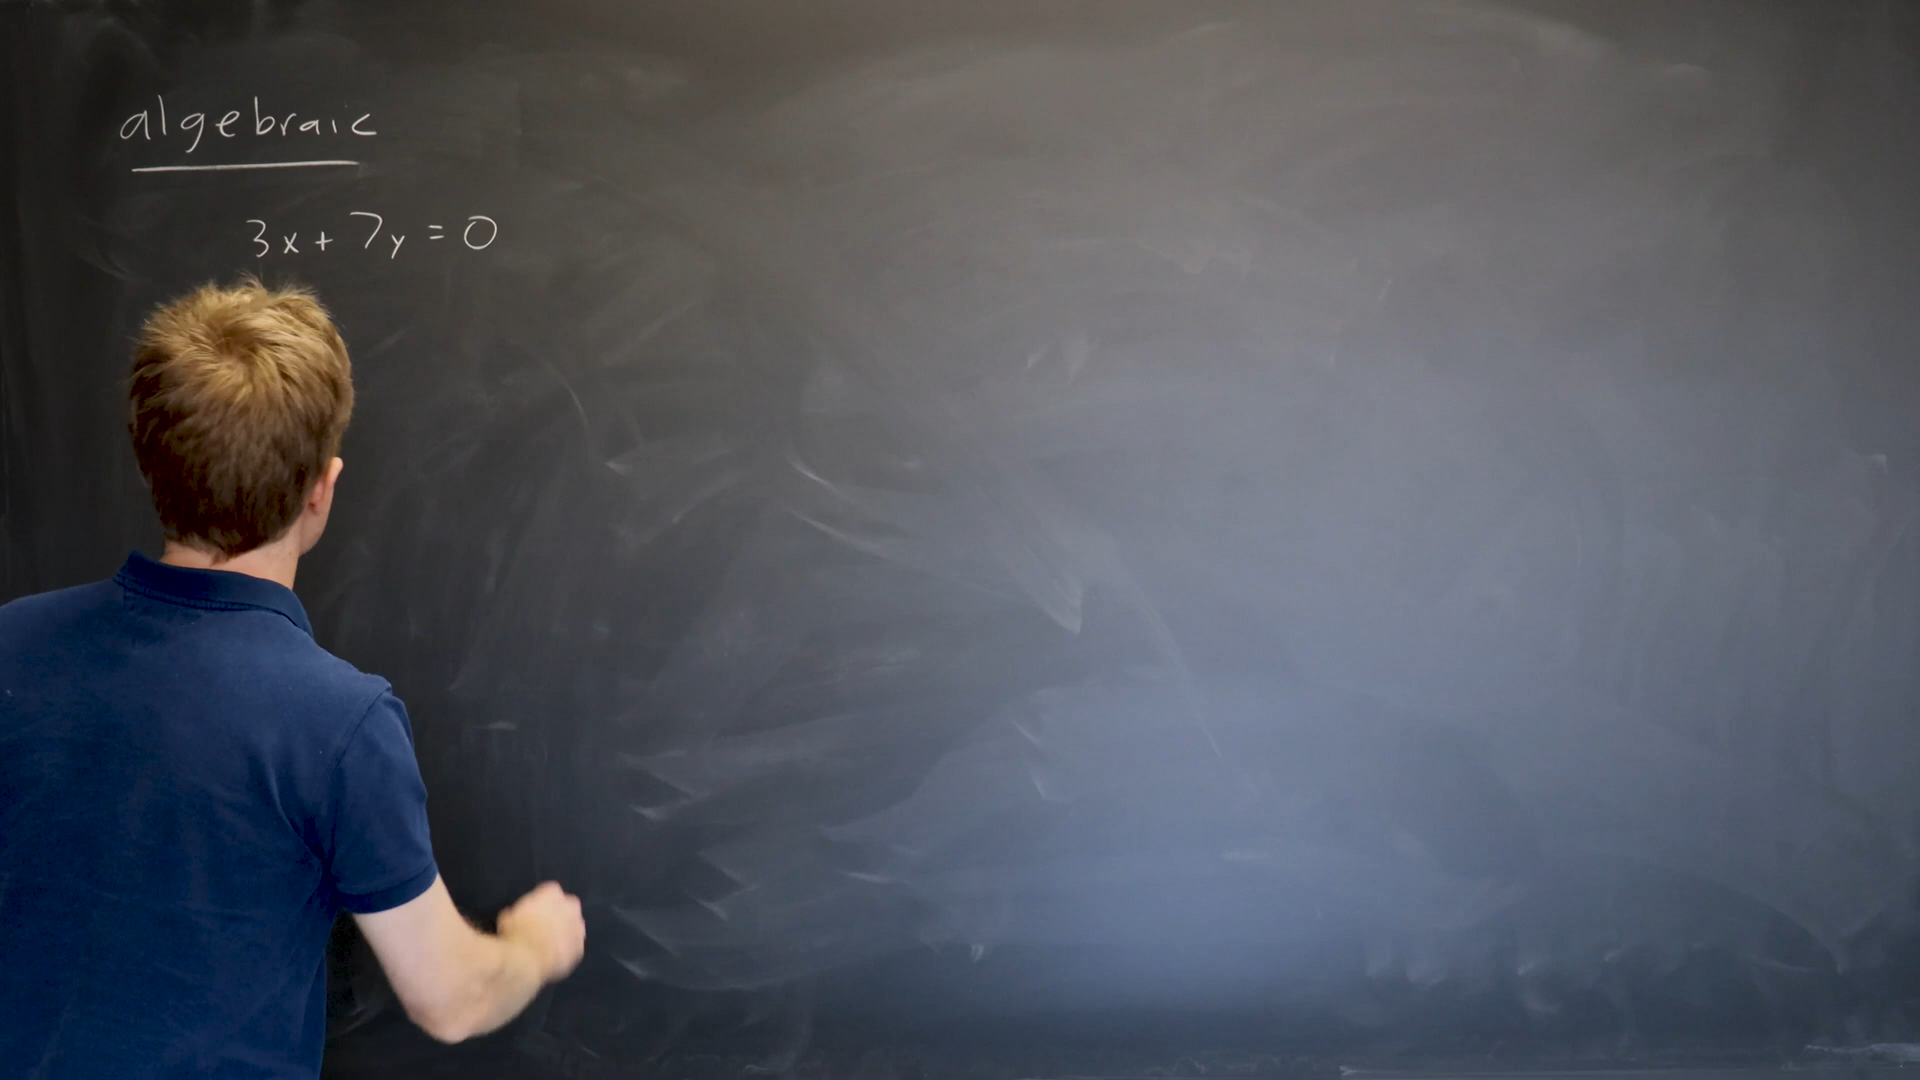 algebraic
3x + 7y = 0